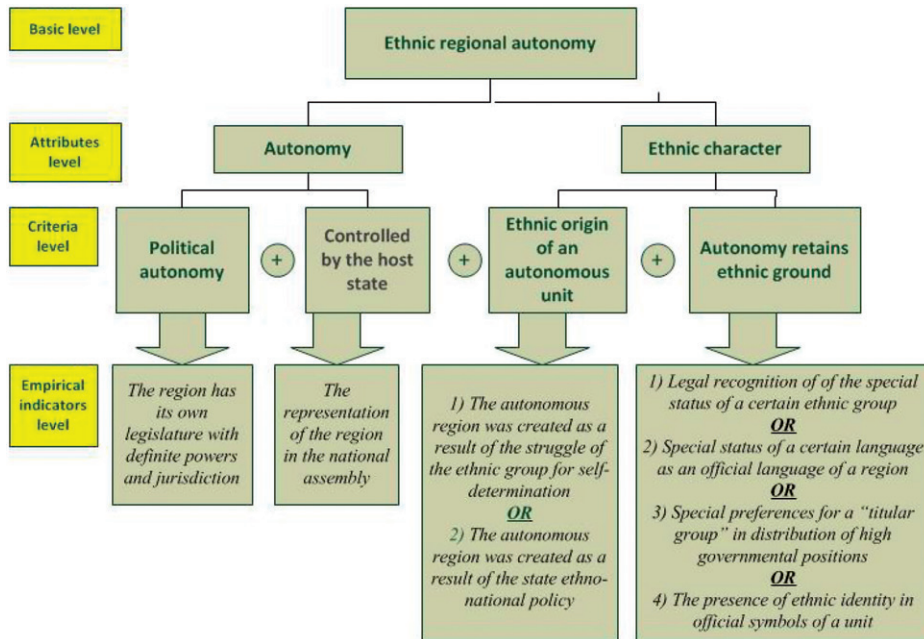 Basic level
Ethnic regional autonomy
Attributes
level
Autonomy
Ethnic character
Criteria
level
Political
autonomy
+
Controlled
by the host
state
+
Ethnic origin
of an
autonomous
unit
+
Autonomy retains
ethnic ground
Empirical
indicators
level
The region has
its own
legislature with
definite powers
and jurisdiction
The
representation
of the region
in the national
assembly
1) The autonomous
region was created as a
result of the struggle of
the ethnic group for self-
determination
OR
2) The autonomous
region was created as a
result of the state ethno-
national policy
1) Legal recognition of of the special
status of a certain ethnic group
OR
2) Special status of a certain language
as an official language of a region
OR
3) Special preferences for a “titular
group” in distribution of high
governmental positions
OR
4) The presence of ethnic identity in
official symbols of a unit